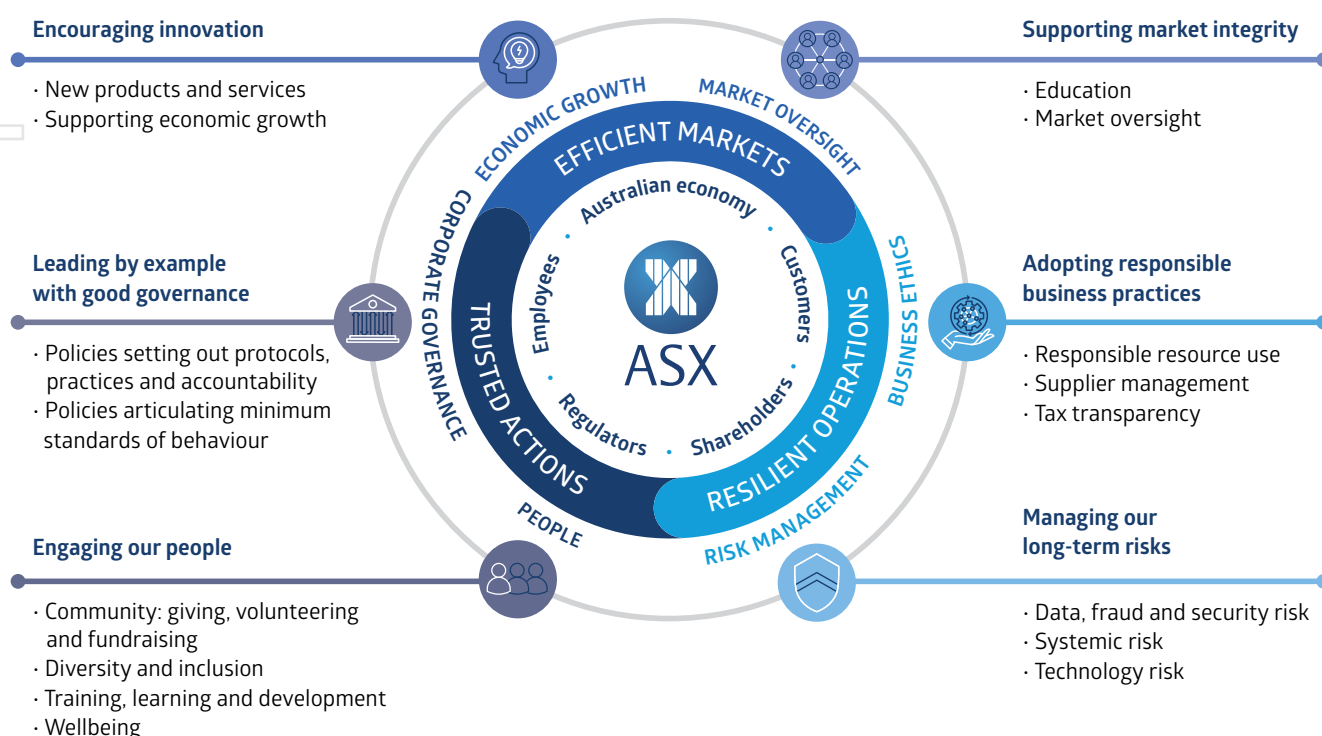 Encouraging innovation
· New products and services
· Supporting economic growth
Leading by example
with good governance
· Policies setting out protocols,
practices and accountability
· Policies articulating minimum
standards of behaviour
Engaging our people
· Community: giving, volunteering
and fundraising
· Diversity and inclusion
· Training, learning and development
· Wellbeing
ECONOMIC GROWTH
MARKET OVERSIGHT
EFFICIENT MARKETS
CORPORATE GOVERNANCE
TRUSTED ACTIONS
PEOPLE
BUSINESS ETHICS
RESILIENT OPERATIONS
RISK MANAGEMENT
Australian economy
·
Customers
·
Shareholders
·
Regulators
·
Employees
·
ASX
Supporting market integrity
· Education
· Market oversight
Adopting responsible
business practices
· Responsible resource use
· Supplier management
· Tax transparency
Managing our
long-term risks
· Data, fraud and security risk
· Systemic risk
· Technology risk